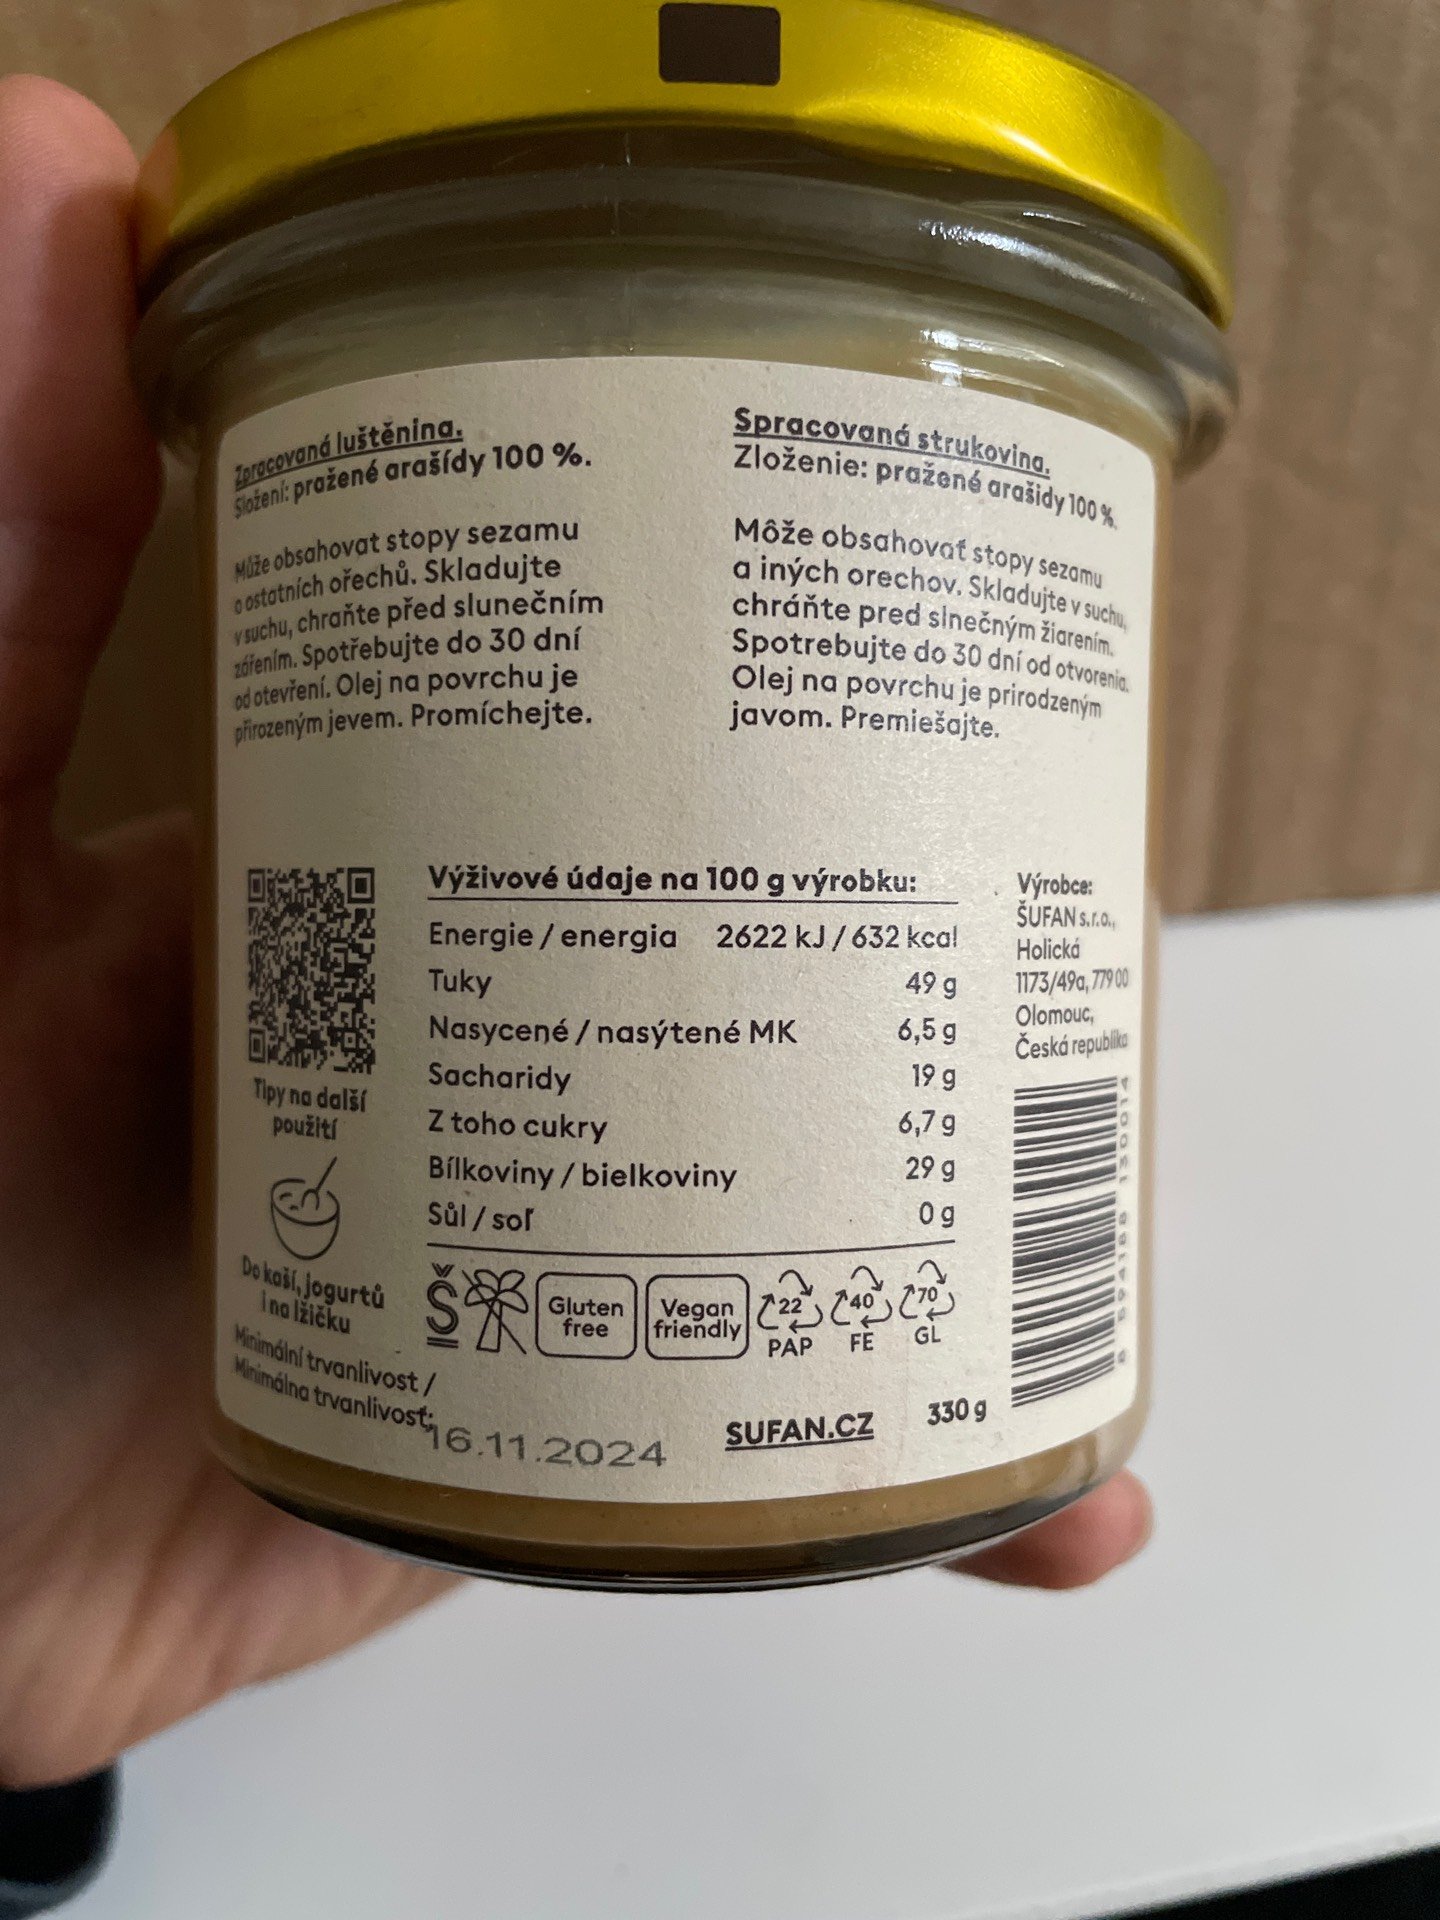 Zpracovaná luštěnina.
Složení: pražené arašídy 100 %.
Může obsahovat stopy sezamu
a ostatních ořechů. Skladujte
v suchu, chraňte před slunečním
zářením. Spotřebujte do 30 dní
od otevření. Olej na povrchu je
přirozeným jevem. Promíchejte.
Spracovaná strukovina.
Zloženie: pražené arašidy 100 %.
Môže obsahovať stopy sezamu
a iných orechov. Skladujte v suchu,
chráňte pred slnečným žiarením.
Spotrebujte do 30 dní od otvorenia.
Olej na povrchu je prirodzeným
javom. Premiešajte.
Tipy na další
použití
Do kaší, jogurtů
i na lžičku
Výživové údaje na 100 g výrobku:
Energie / energia 2622 kJ / 632 kcal
Tuky 49 g
Nasycené / nasýtené MK 6,5 g
Sacharidy 19 g
Z toho cukry 6,7 g
Bílkoviny / bielkoviny 29 g
Sůl / soľ 0 g
Š
Gluten
free
Vegan
friendly
22
PAP
40
FE
70
GL
Výrobce:
ŠUFAN s.r.o.,
Holická
1173/49a, 779 00
Olomouc,
Česká republika
8 594188 130014
Minimální trvanlivost /
Minimálna trvanlivosť:
16.11.2024
SUFAN.CZ
330 g